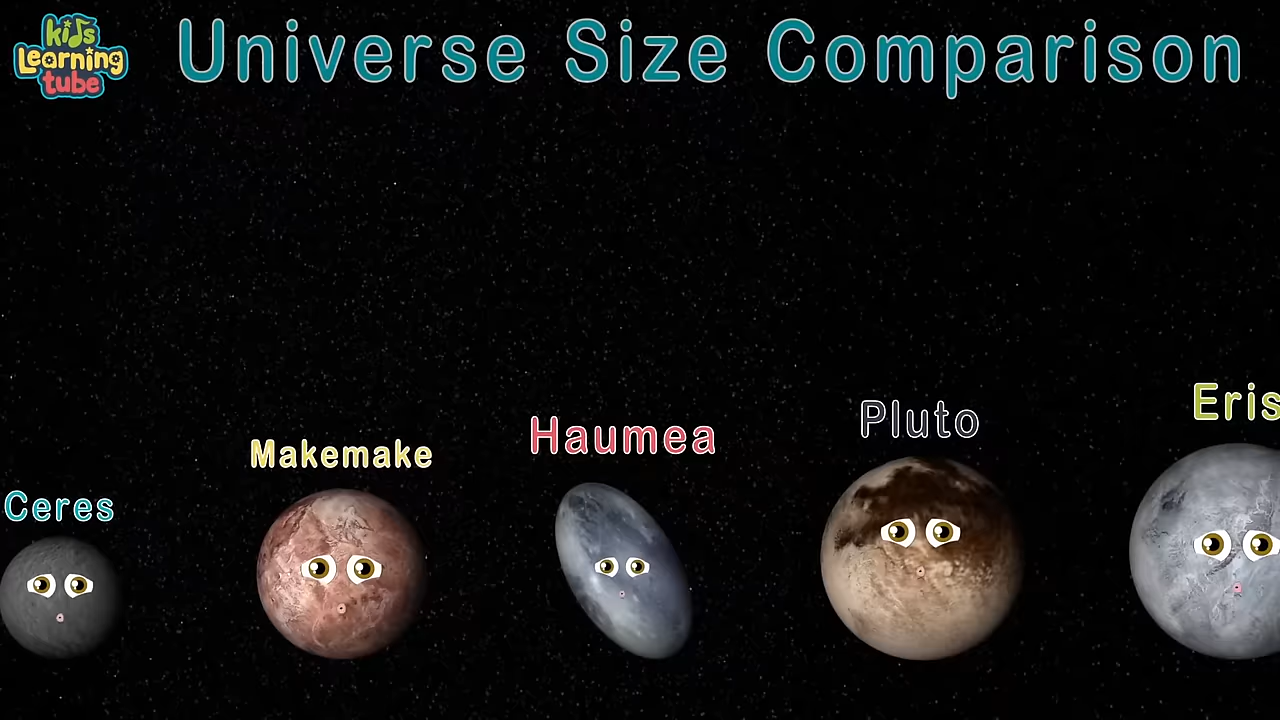 kids
Learning
tube
Universe Size Comparison
Ceres
Makemake
Haumea
Pluto
Eris